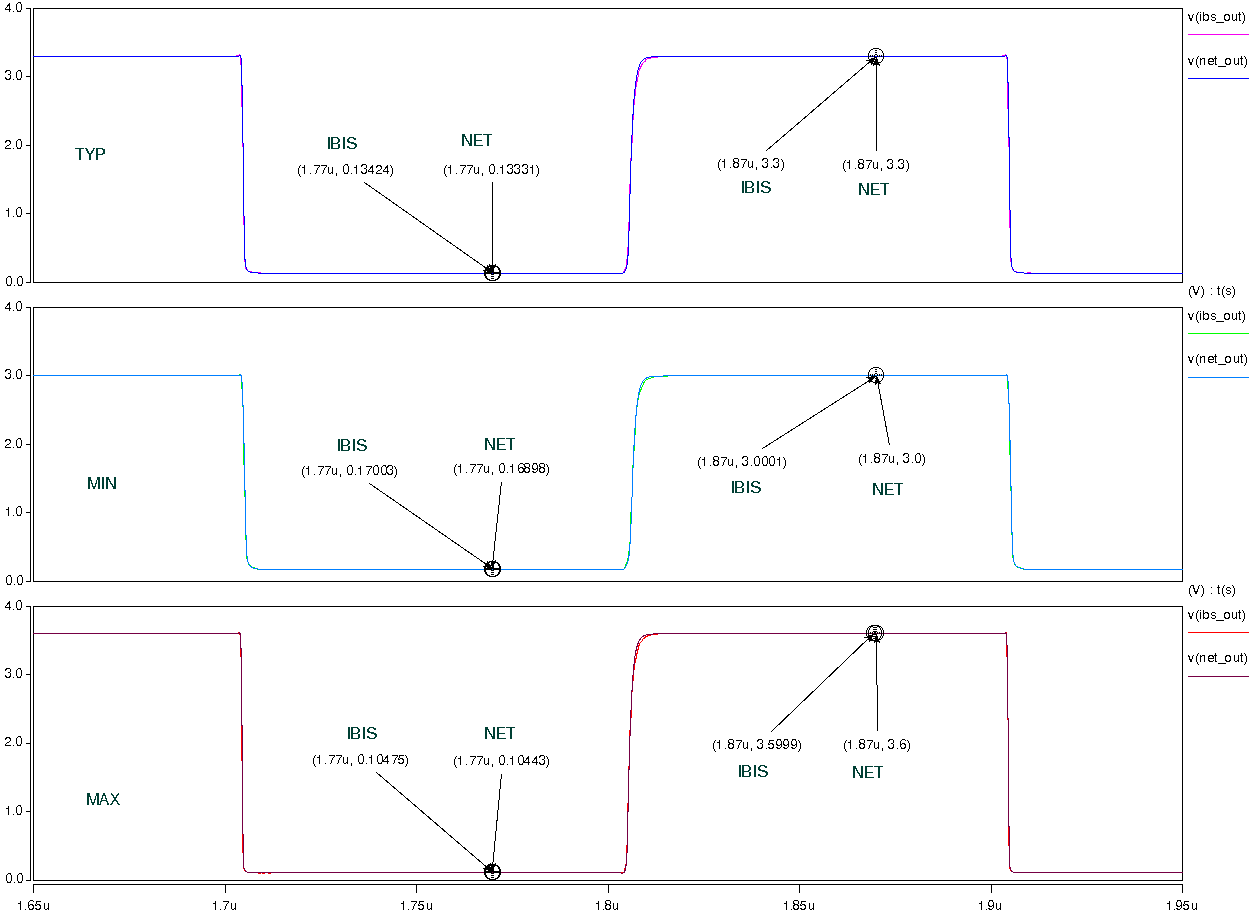 4.0
v(ibs_out)
v(net_out)
3.0
IBIS
NET
TYP
2.0
(1.77u, 0.13424)
(1.77u, 0.13331)
(1.87u, 3.3)
(1.87u, 3.3)
IBIS
NET
1.0
0.0
(V) : t(s)
4.0
v(ibs_out)
v(net_out)
3.0
IBIS
NET
2.0
(1.77u, 0.17003)
(1.77u, 0.16898)
(1.87u, 3.0001)
(1.87u, 3.0)
MIN
IBIS
NET
1.0
0.0
(V) : t(s)
4.0
v(ibs_out)
v(net_out)
3.0
IBIS
NET
2.0
(1.77u, 0.10475)
(1.77u, 0.10443)
(1.87u, 3.5999)
(1.87u, 3.6)
IBIS
NET
MAX
1.0
0.0
1.65u
1.7u
1.75u
1.8u
1.85u
1.9u
1.95u